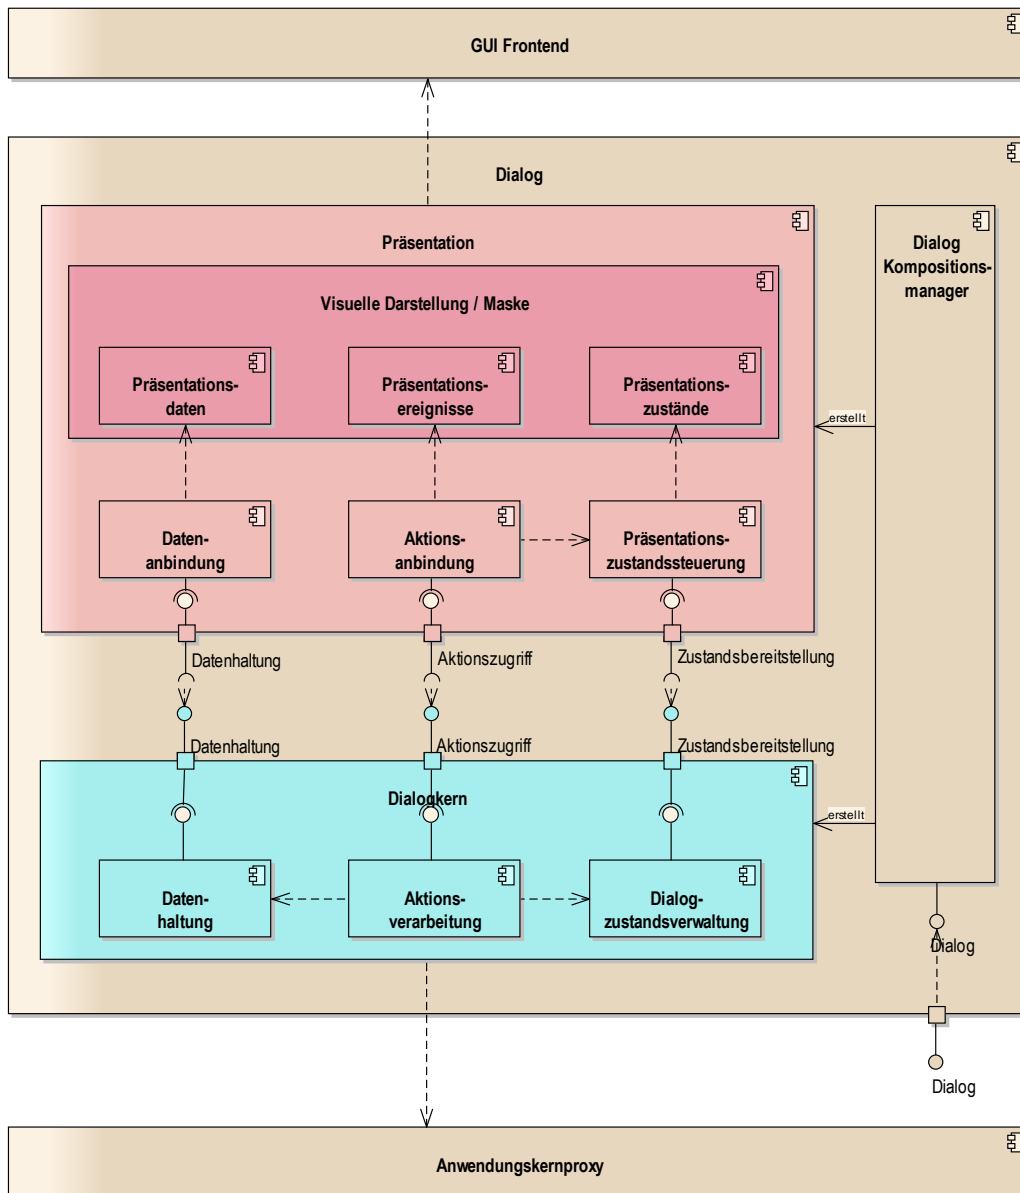 GUI Frontend
Dialog
Präsentation
Dialog
Kompositions-
manager
Visuelle Darstellung / Maske
Präsentations-
daten
Präsentations-
ereignisse
Präsentations-
zustände
erstellt
Daten-
anbindung
Aktions-
anbindung
Präsentations-
zustandssteuerung
Datenhaltung
Aktionszugriff
Zustandsbereitstellung
Datenhaltung
Aktionszugriff
Zustandsbereitstellung
Dialogkern
erstellt
Daten-
haltung
Aktions-
verarbeitung
Dialog-
zustandsverwaltung
Dialog
Dialog
Anwendungskernproxy